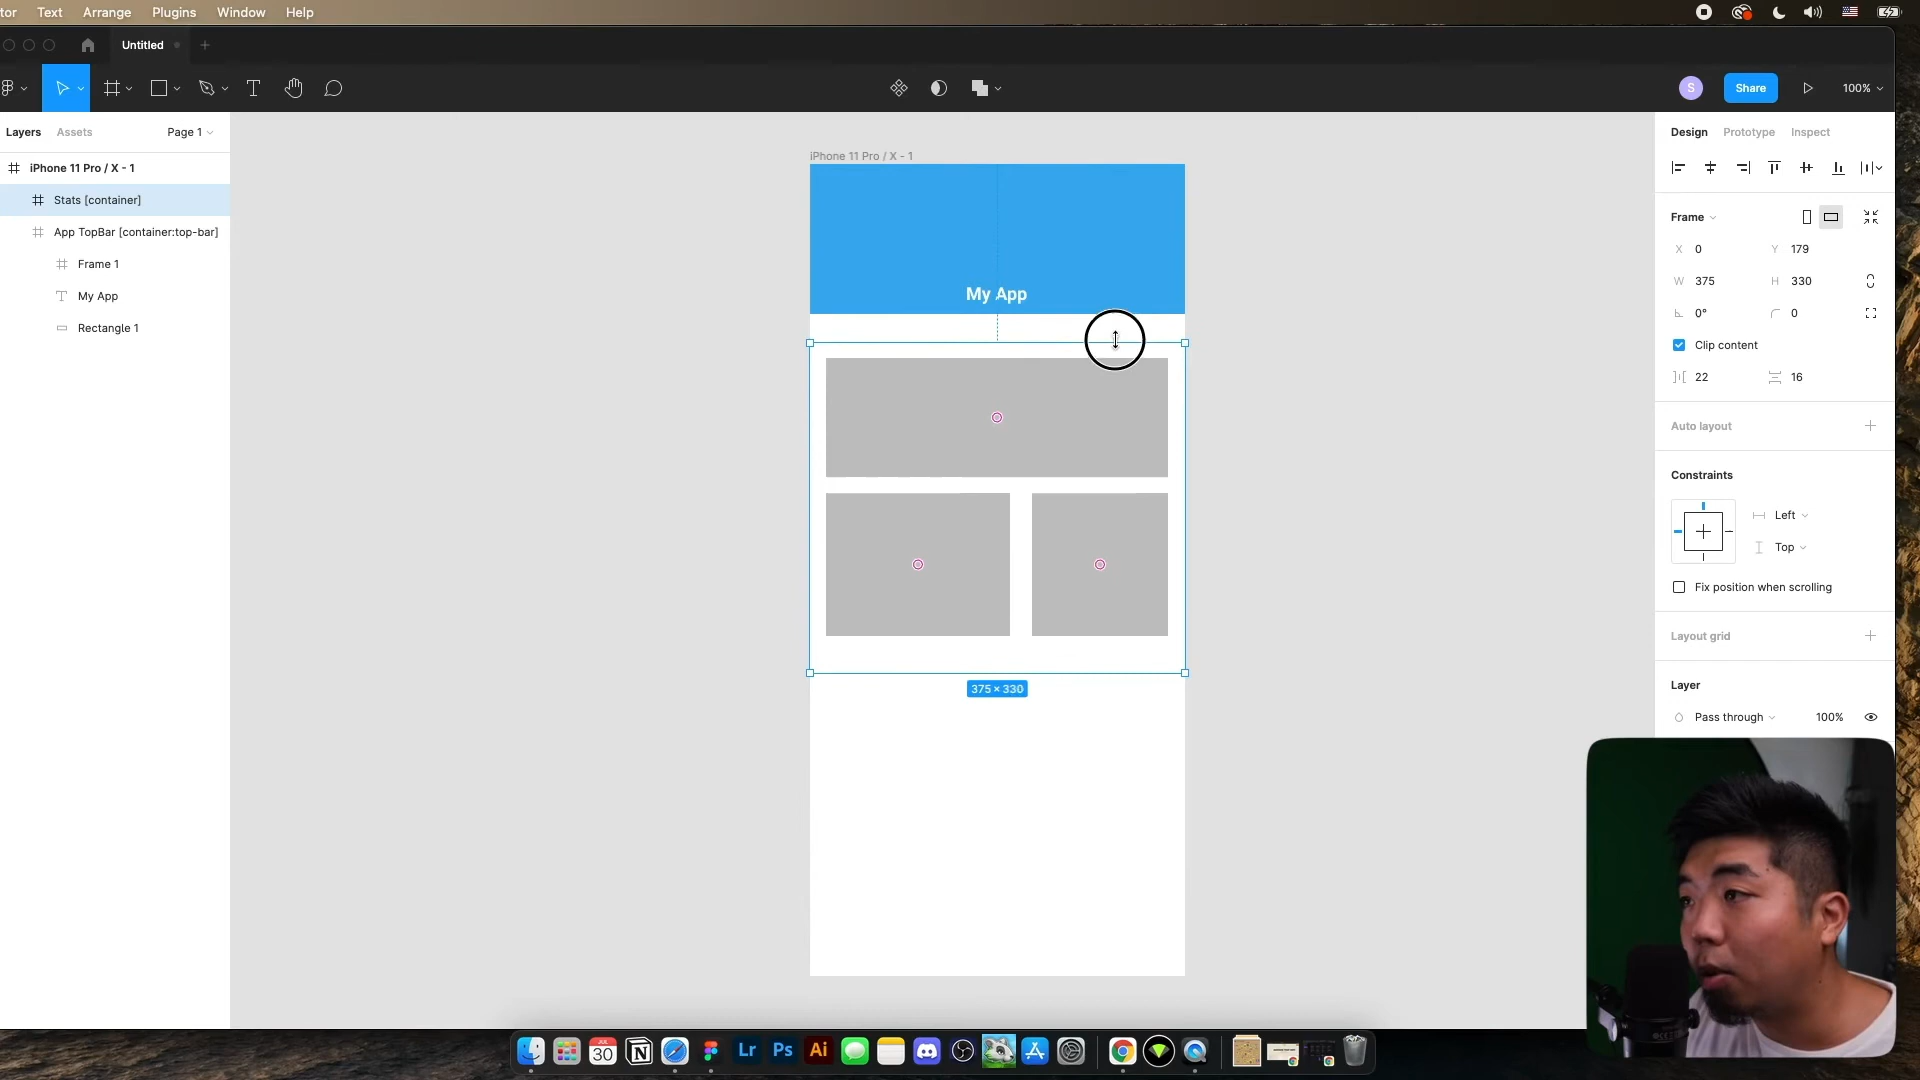 tor Text Arrange Plugins Window Help
Untitled
S Share 100%
Layers Assets Page 1
iPhone 11 Pro / X - 1
Stats [container]
App TopBar [container:top-bar]
Frame 1
My App
Rectangle 1
iPhone 11 Pro / X - 1
My App
375 × 330
Design Prototype Inspect
Frame
X 0 Y 179
W 375 H 330
0° 0
Clip content
22 16
Auto layout
Constraints
Left
Top
Fix position when scrolling
Layout grid
Layer
Pass through 100%
JUL
30
Lr Ps Ai